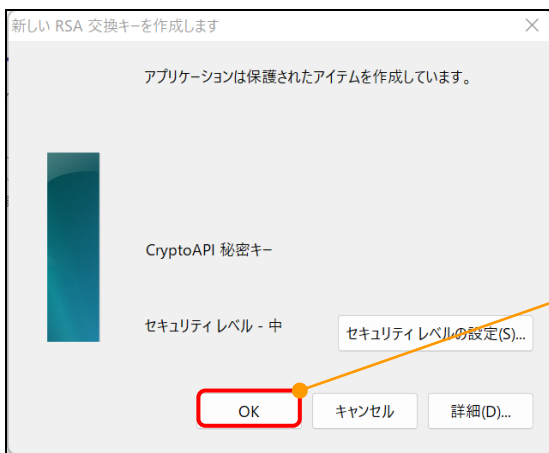 新しい RSA 交換キーを作成します
アプリケーションは保護されたアイテムを作成しています。
CryptoAPI 秘密キー
セキュリティ レベル - 中
セキュリティ レベルの設定(S)...
OK
キャンセル
詳細(D)...